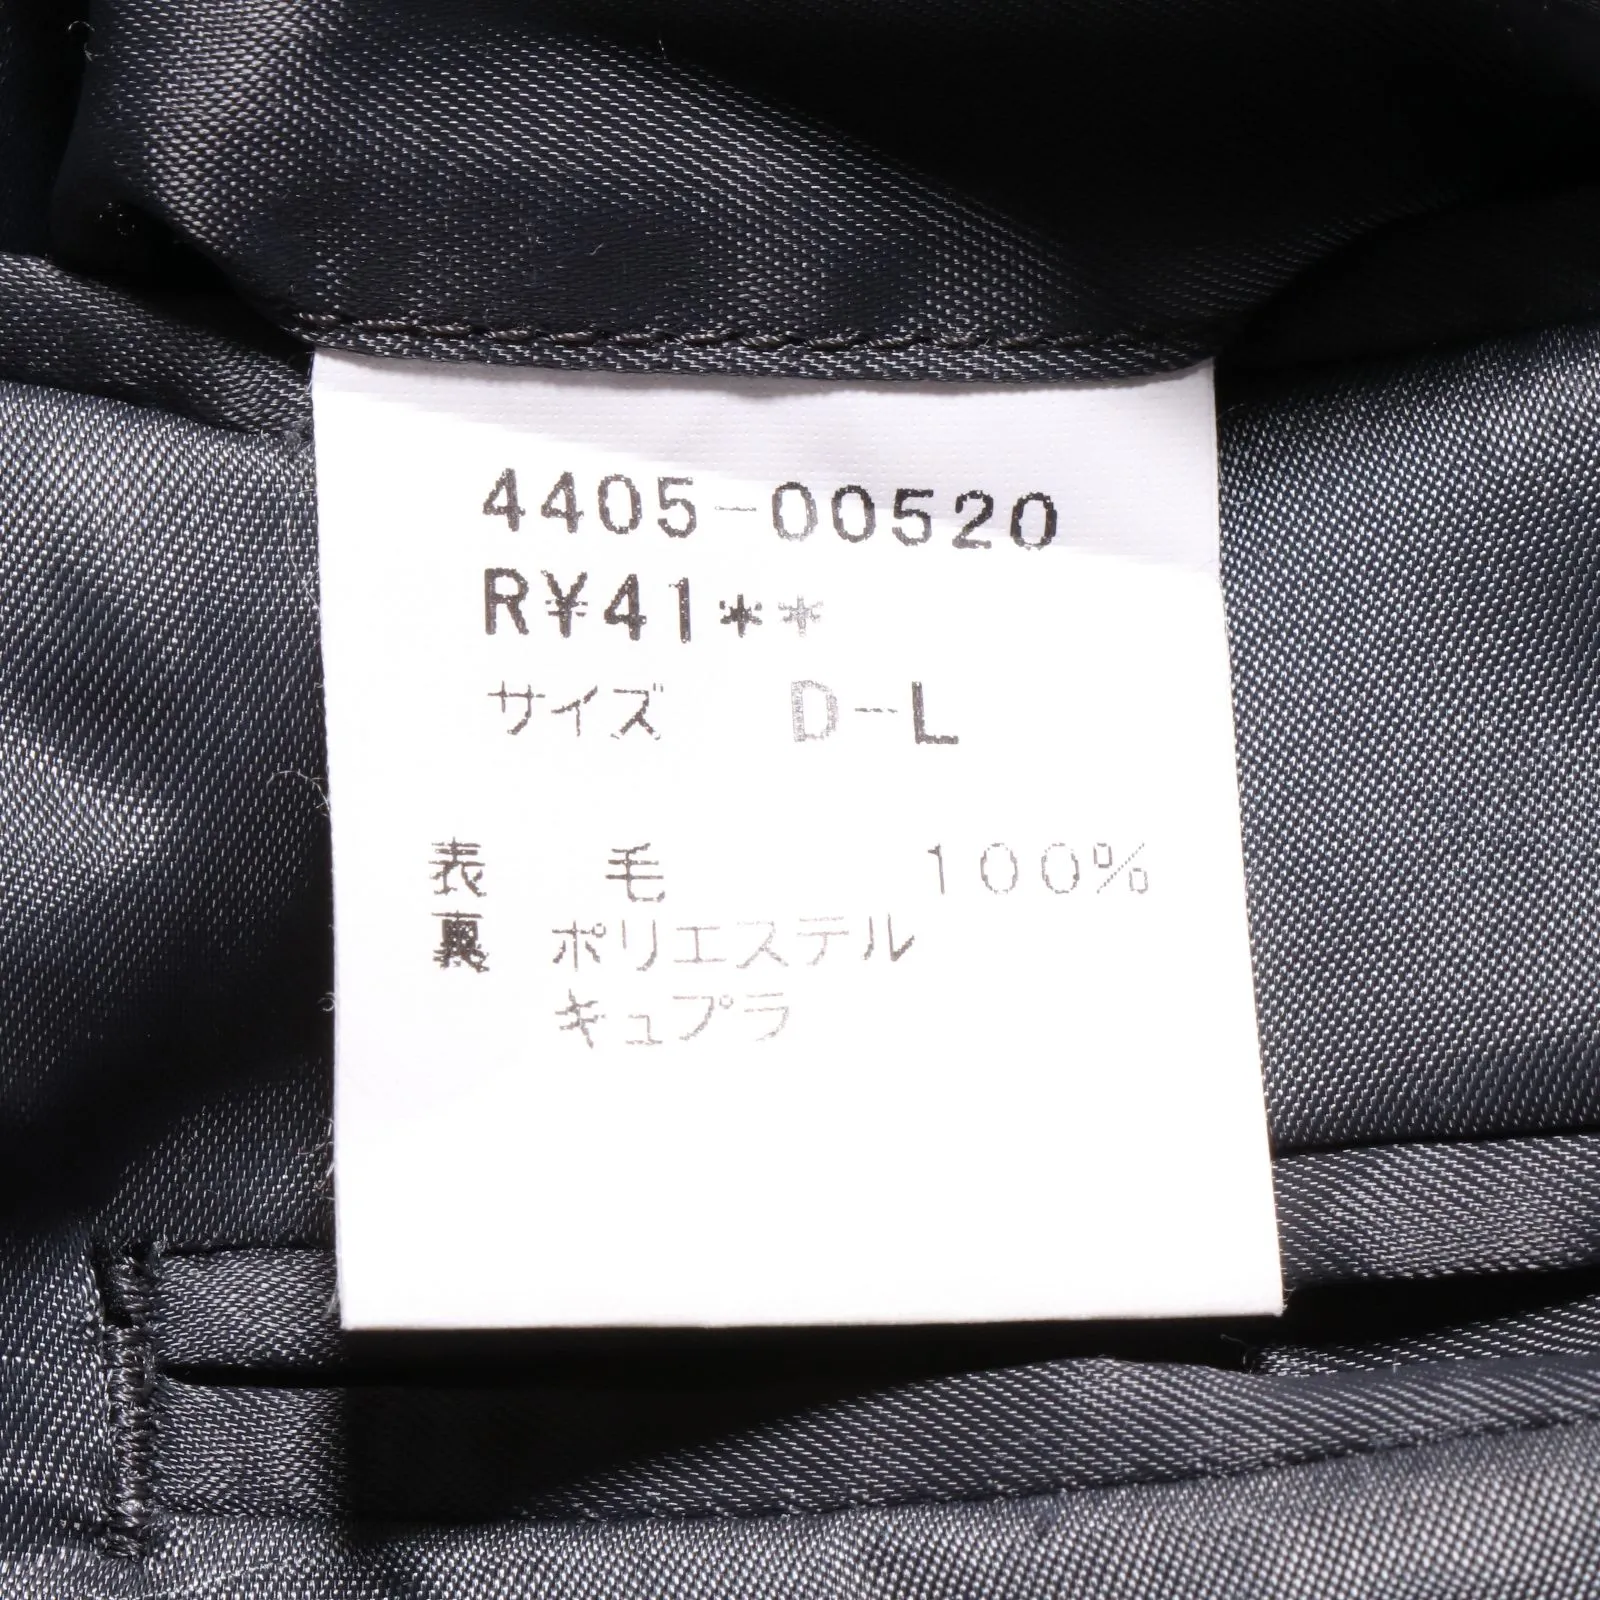 4405-00520
R¥41**
サイズ D-L
表 毛 100%
裏 ポリエステル
キュプラ